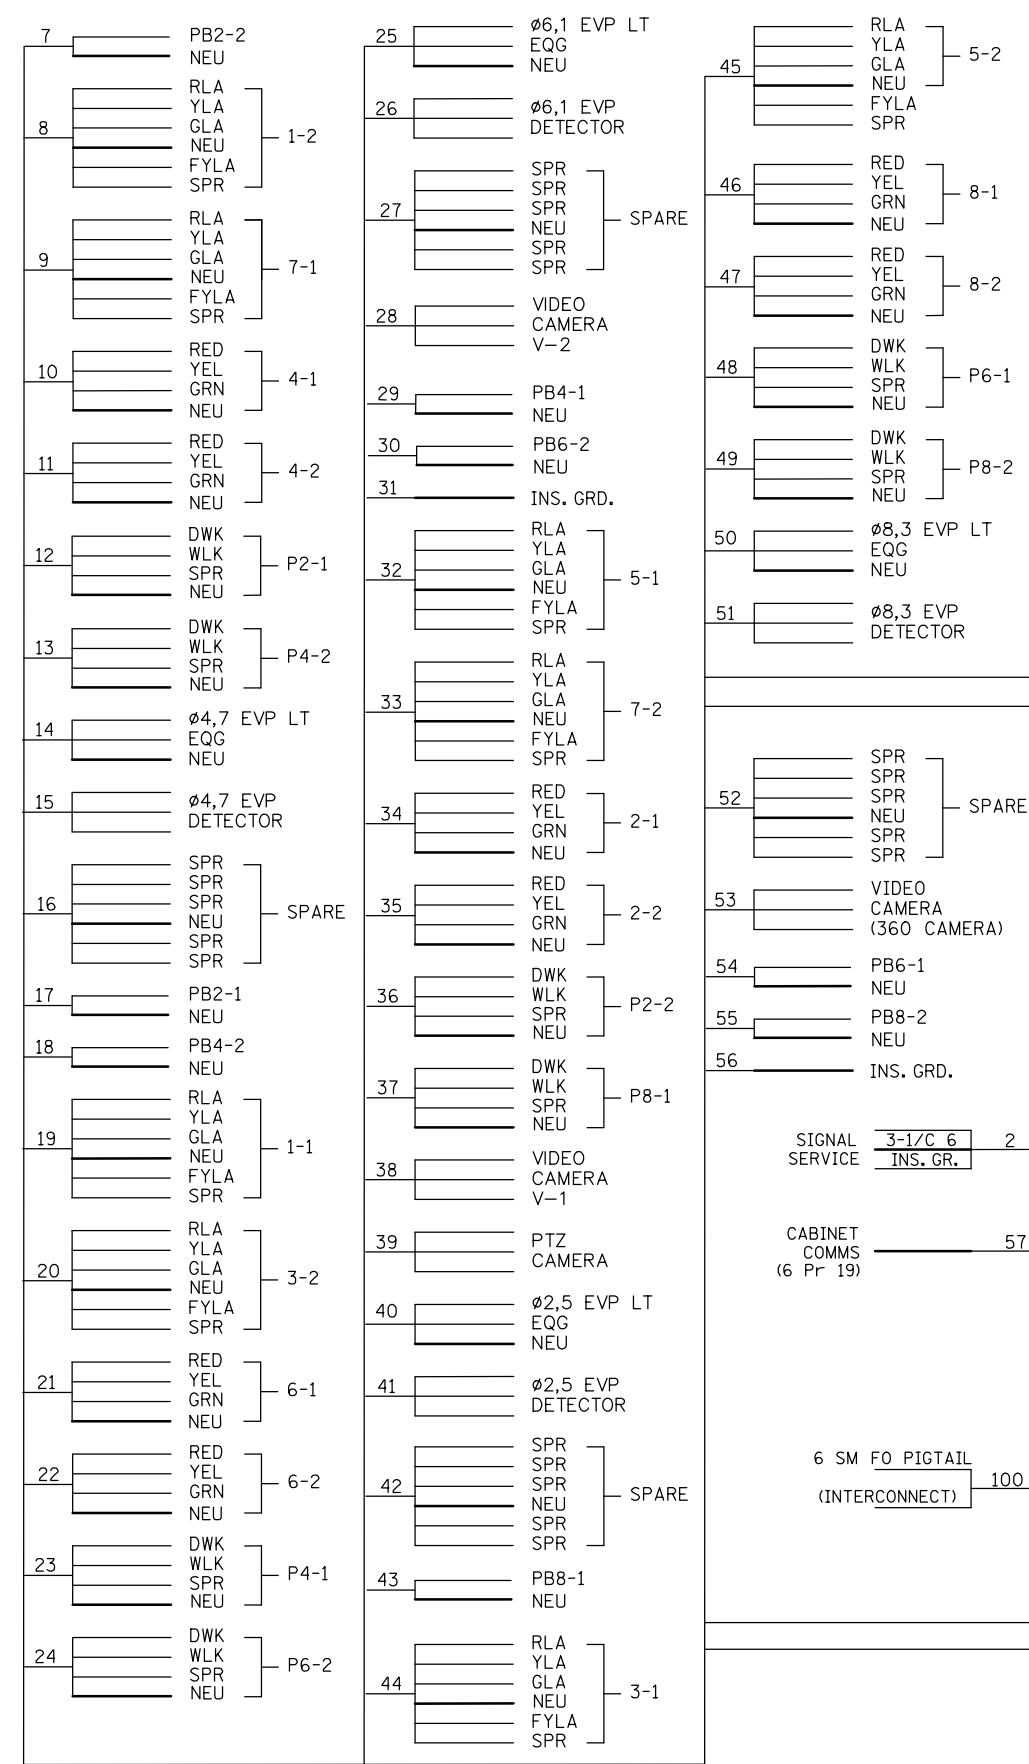 7
PB2-2
NEU
8
RLA
YLA
GLA
NEU
FYLA
SPR
1-2
9
RLA
YLA
GLA
NEU
FYLA
SPR
7-1
10
RED
YEL
GRN
NEU
4-1
11
RED
YEL
GRN
NEU
4-2
12
DWK
WLK
SPR
NEU
P2-1
13
DWK
WLK
SPR
NEU
P4-2
14
ø4,7 EVP LT
EQG
NEU
15
ø4,7 EVP
DETECTOR
16
SPR
SPR
SPR
NEU
SPR
SPR
SPARE
17
PB2-1
NEU
18
PB4-2
NEU
19
RLA
YLA
GLA
NEU
FYLA
SPR
1-1
20
RLA
YLA
GLA
NEU
FYLA
SPR
3-2
21
RED
YEL
GRN
NEU
6-1
22
RED
YEL
GRN
NEU
6-2
23
DWK
WLK
SPR
NEU
P4-1
24
DWK
WLK
SPR
NEU
P6-2
25
ø6,1 EVP LT
EQG
NEU
26
ø6,1 EVP
DETECTOR
27
SPR
SPR
SPR
NEU
SPR
SPR
SPARE
28
VIDEO
CAMERA
V-2
29
PB4-1
NEU
30
PB6-2
NEU
31
INS. GRD.
32
RLA
YLA
GLA
NEU
FYLA
SPR
5-1
33
RLA
YLA
GLA
NEU
FYLA
SPR
7-2
34
RED
YEL
GRN
NEU
2-1
35
RED
YEL
GRN
NEU
2-2
36
DWK
WLK
SPR
NEU
P2-2
37
DWK
WLK
SPR
NEU
P8-1
38
VIDEO
CAMERA
V-1
39
PTZ
CAMERA
40
ø2,5 EVP LT
EQG
NEU
41
ø2,5 EVP
DETECTOR
42
SPR
SPR
SPR
NEU
SPR
SPR
SPARE
43
PB8-1
NEU
44
RLA
YLA
GLA
NEU
FYLA
SPR
3-1
45
RLA
YLA
GLA
NEU
FYLA
SPR
5-2
46
RED
YEL
GRN
NEU
8-1
47
RED
YEL
GRN
NEU
8-2
48
DWK
WLK
SPR
NEU
P6-1
49
DWK
WLK
SPR
NEU
P8-2
50
ø8,3 EVP LT
EQG
NEU
51
ø8,3 EVP
DETECTOR
52
SPR
SPR
SPR
NEU
SPR
SPR
SPARE
53
VIDEO
CAMERA
(360 CAMERA)
54
PB6-1
NEU
55
PB8-2
NEU
56
INS. GRD.
SIGNAL
SERVICE
3-1/C 6
INS. GR.
2
CABINET
COMMS
(6 Pr 19)
57
6 SM FO PIGTAIL
(INTERCONNECT)
100